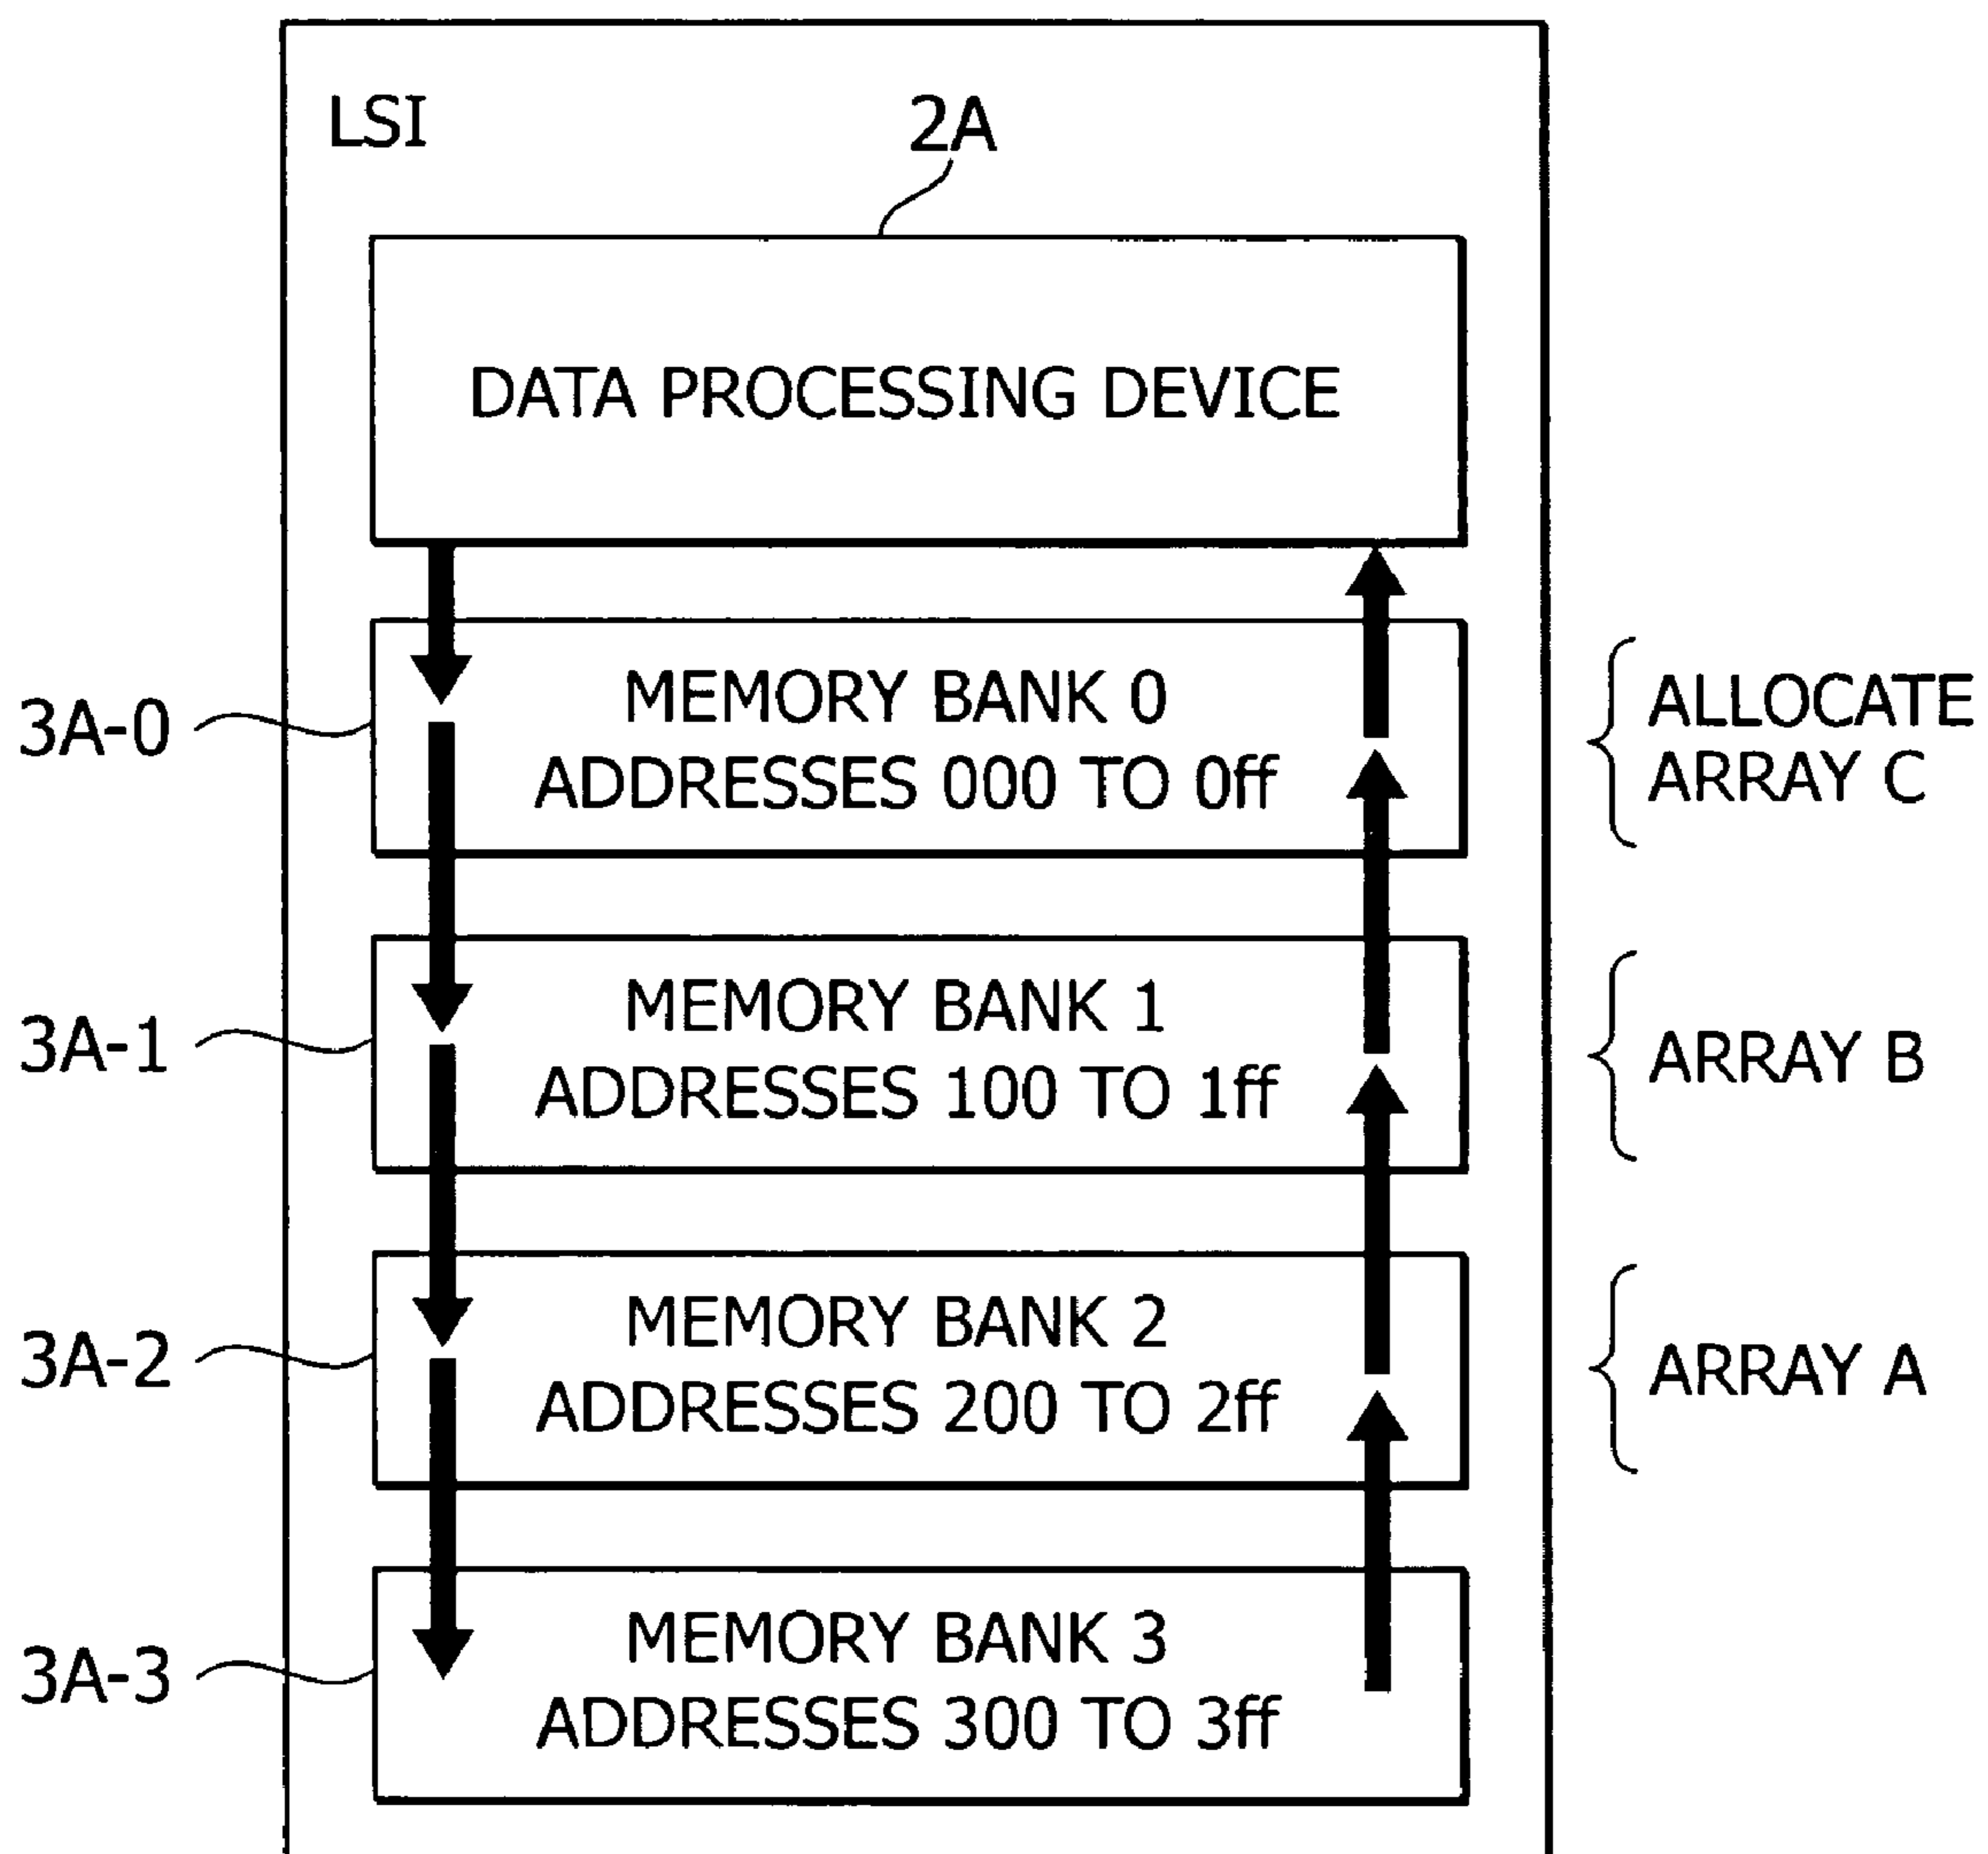 LSI
2A
DATA PROCESSING DEVICE
3A-0
MEMORY BANK 0
ADDRESSES 000 TO 0ff
ALLOCATE
ARRAY C
3A-1
MEMORY BANK 1
ADDRESSES 100 TO 1ff
ARRAY B
3A-2
MEMORY BANK 2
ADDRESSES 200 TO 2ff
ARRAY A
3A-3
MEMORY BANK 3
ADDRESSES 300 TO 3ff